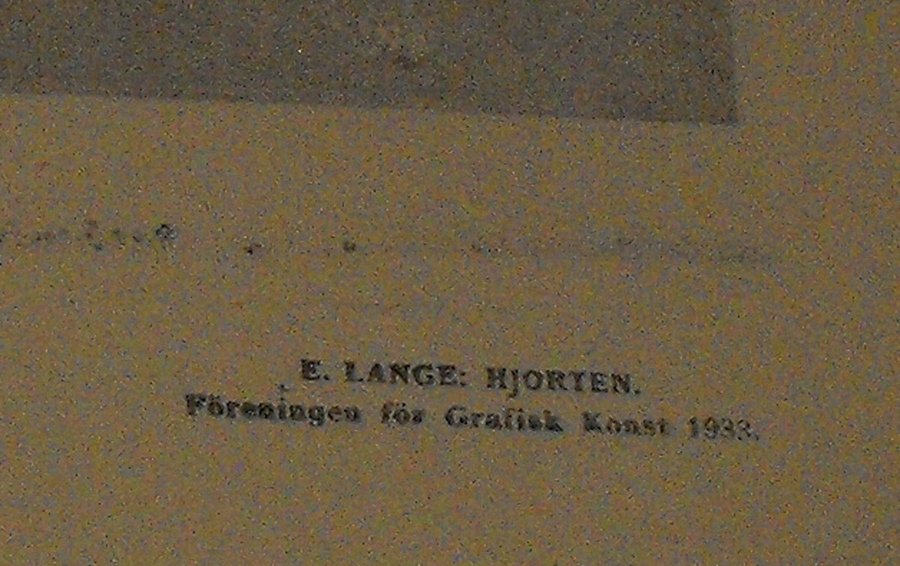 E. LANGE: HJORTEN.
Föreningen för Grafisk Konst 1933.